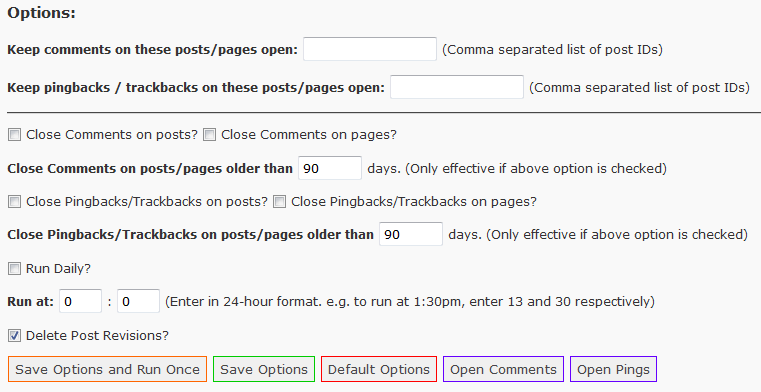 Options:
Keep comments on these posts/pages open: (Comma separated list of post IDs)
Keep pingbacks / trackbacks on these posts/pages open: (Comma separated list of post IDs)
Close Comments on posts? Close Comments on pages?
Close Comments on posts/pages older than 90 days. (Only effective if above option is checked)
Close Pingbacks/Trackbacks on posts? Close Pingbacks/Trackbacks on pages?
Close Pingbacks/Trackbacks on posts/pages older than 90 days. (Only effective if above option is checked)
Run Daily?
Run at: 0 : 0 (Enter in 24-hour format. e.g. to run at 1:30pm, enter 13 and 30 respectively)
Delete Post Revisions?
Save Options and Run Once Save Options Default Options Open Comments Open Pings